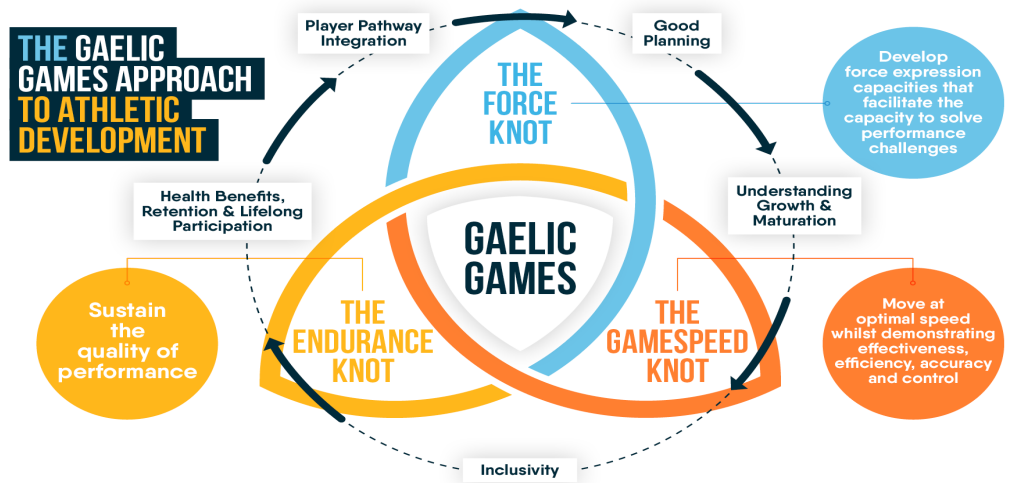 THE GAELIC
GAMES APPROACH
TO ATHLETIC
DEVELOPMENT
Player Pathway
Integration
Good
Planning
THE
FORCE
KNOT
Develop
force expression
capacities that
facilitate the
capacity to solve
performance
challenges
Health Benefits,
Retention & Lifelong
Participation
Understanding
Growth &
Maturation
GAELIC
GAMES
Sustain
the
quality of
performance
THE
ENDURANCE
KNOT
THE
GAMESPEED
KNOT
Move at
optimal speed
whilst demonstrating
effectiveness,
efficiency, accuracy
and control
Inclusivity